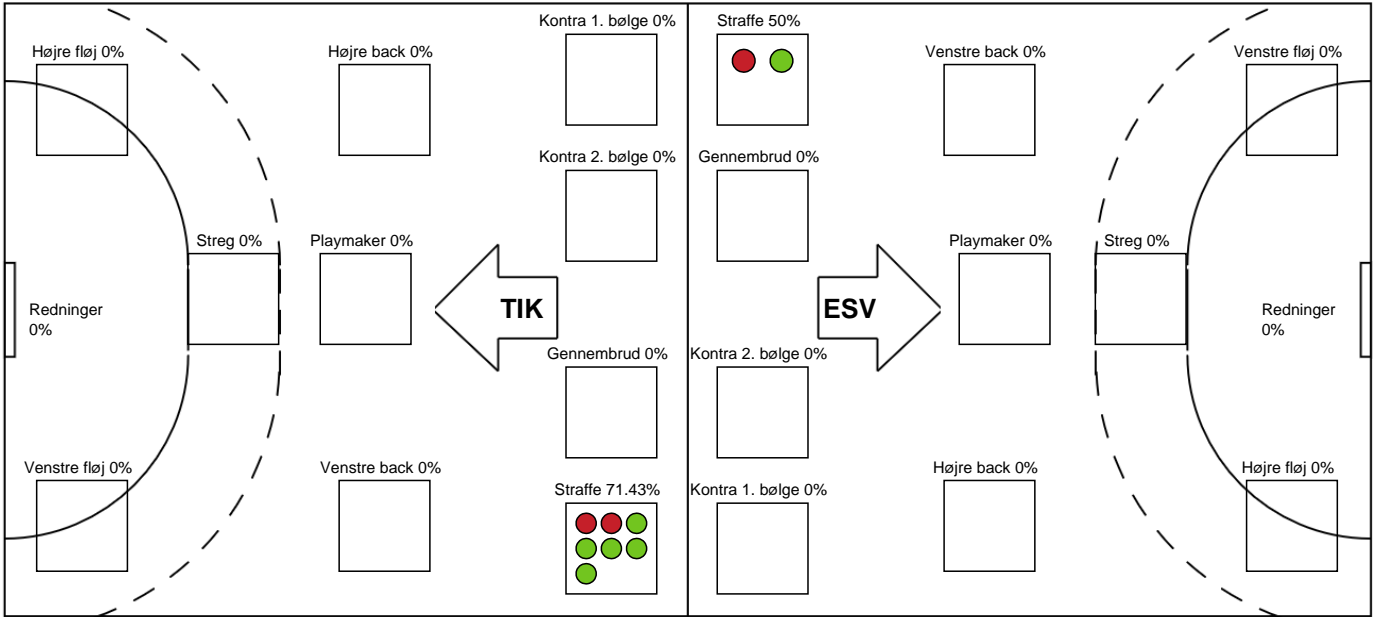 Kontra 1. bølge 0%
Straffe 50%
Højre fløj 0%
Højre back 0%
Venstre back 0%
Venstre fløj 0%
Kontra 2. bølge 0%
Gennembrud 0%
Streg 0%
Playmaker 0%
Playmaker 0%
Streg 0%
Redninger
0%
TIK
ESV
Redninger
0%
Gennembrud 0%
Kontra 2. bølge 0%
Venstre fløj 0%
Venstre back 0%
Højre back 0%
Højre fløj 0%
Straffe 71.43%
Kontra 1. bølge 0%